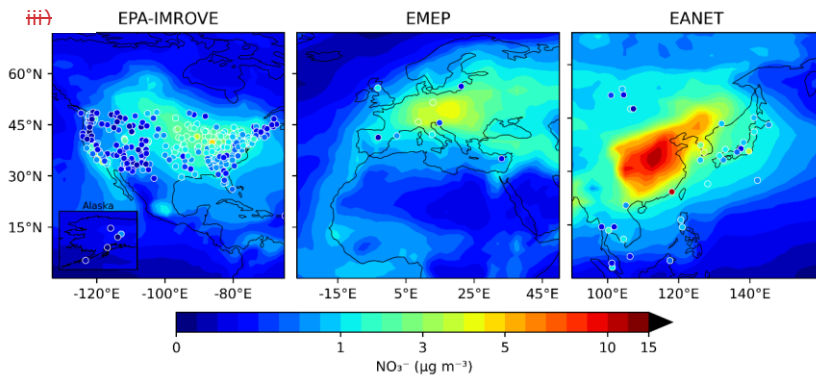 iii)
EPA-IMROVE
EMEP
EANET
60°N
45°N
30°N
15°N
Alaska
-120°E -100°E -80°E
-15°E 5°E 25°E 45°E
100°E 120°E 140°E
0 1 3 5 10 15
NO₃⁻ (μg m⁻³)